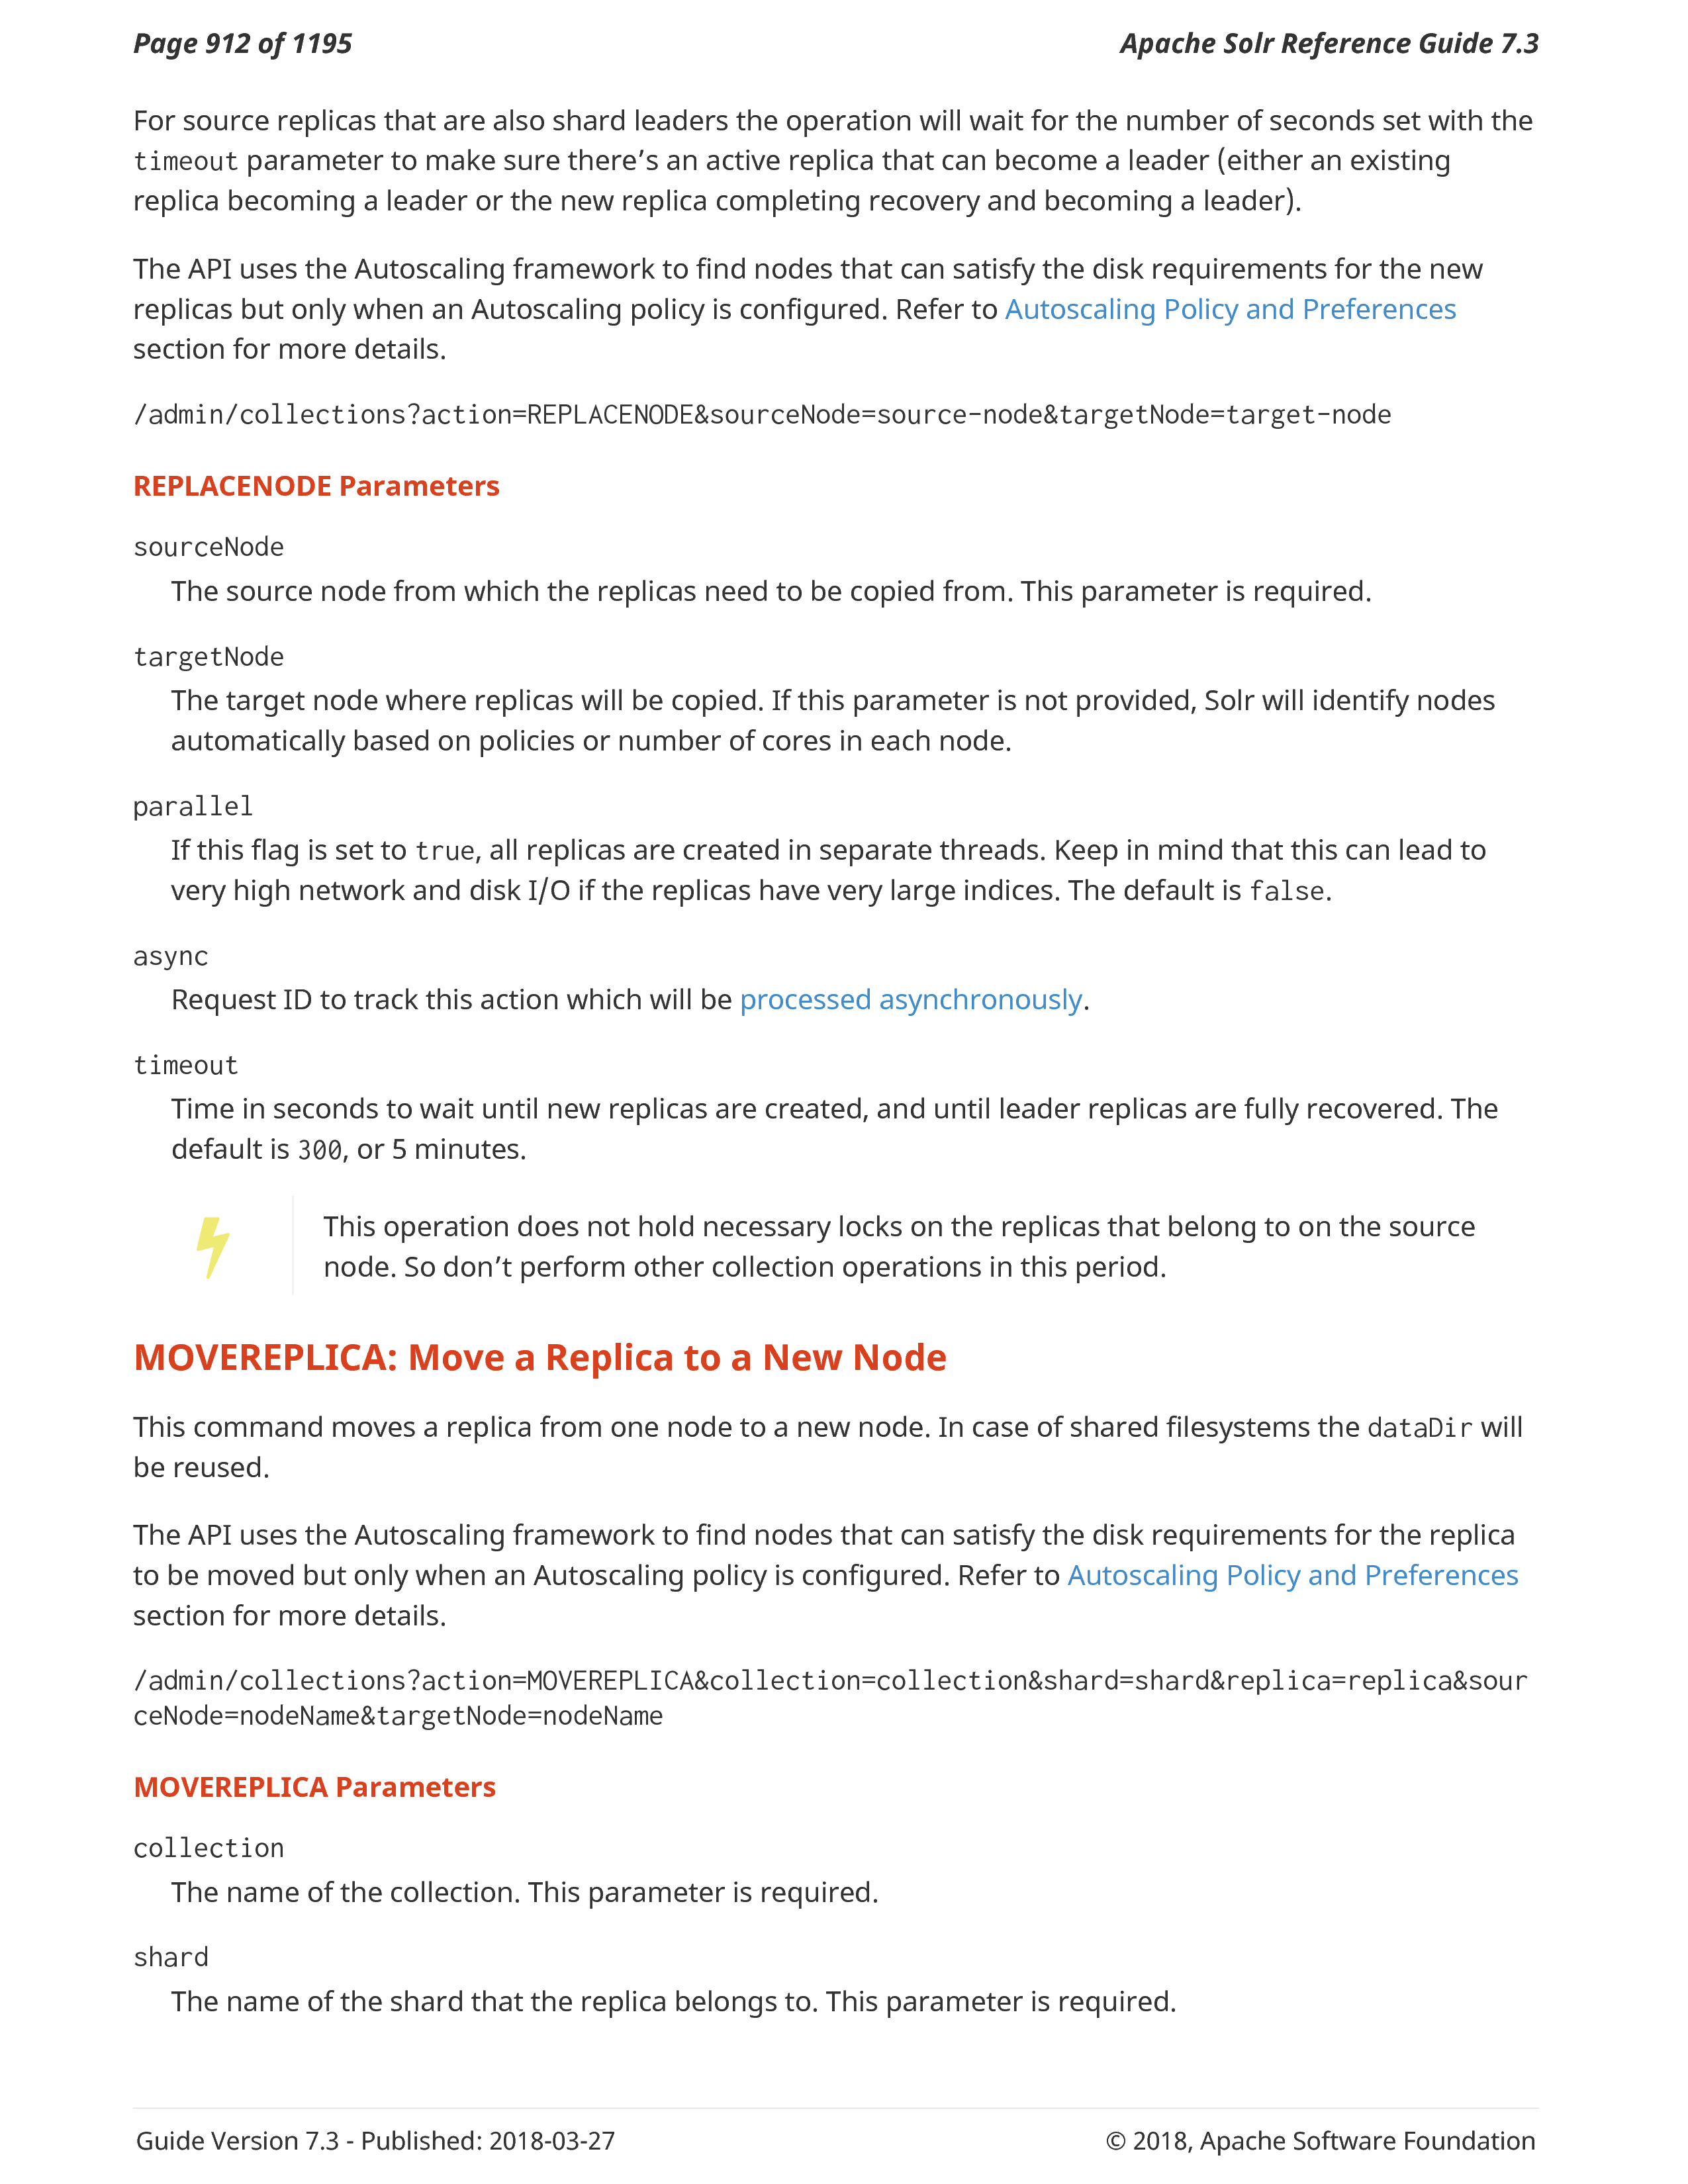 Page 912 of 1195
Apache Solr Reference Guide 7.3
For source replicas that are also shard leaders the operation will wait for the number of seconds set with the
timeout parameter to make sure there’s an active replica that can become a leader (either an existing
replica becoming a leader or the new replica completing recovery and becoming a leader).
The API uses the Autoscaling framework to find nodes that can satisfy the disk requirements for the new
replicas but only when an Autoscaling policy is configured. Refer to Autoscaling Policy and Preferences
section for more details.
/admin/collections?action=REPLACENODE&sourceNode=source-node&targetNode=target-node
REPLACENODE Parameters
sourceNode
The source node from which the replicas need to be copied from. This parameter is required.
targetNode
The target node where replicas will be copied. If this parameter is not provided, Solr will identify nodes
automatically based on policies or number of cores in each node.
parallel
If this flag is set to true, all replicas are created in separate threads. Keep in mind that this can lead to
very high network and disk I/O if the replicas have very large indices. The default is false.
async
Request ID to track this action which will be processed asynchronously.
timeout
Time in seconds to wait until new replicas are created, and until leader replicas are fully recovered. The
default is 300, or 5 minutes.
This operation does not hold necessary locks on the replicas that belong to on the source
node. So don’t perform other collection operations in this period.
MOVEREPLICA: Move a Replica to a New Node
This command moves a replica from one node to a new node. In case of shared filesystems the dataDir will
be reused.
The API uses the Autoscaling framework to find nodes that can satisfy the disk requirements for the replica
to be moved but only when an Autoscaling policy is configured. Refer to Autoscaling Policy and Preferences
section for more details.
/admin/collections?action=MOVEREPLICA&collection=collection&shard=shard&replica=replica&sour
ceNode=nodeName&targetNode=nodeName
MOVEREPLICA Parameters
collection
The name of the collection. This parameter is required.
shard
The name of the shard that the replica belongs to. This parameter is required.
Guide Version 7.3 - Published: 2018-03-27
© 2018, Apache Software Foundation